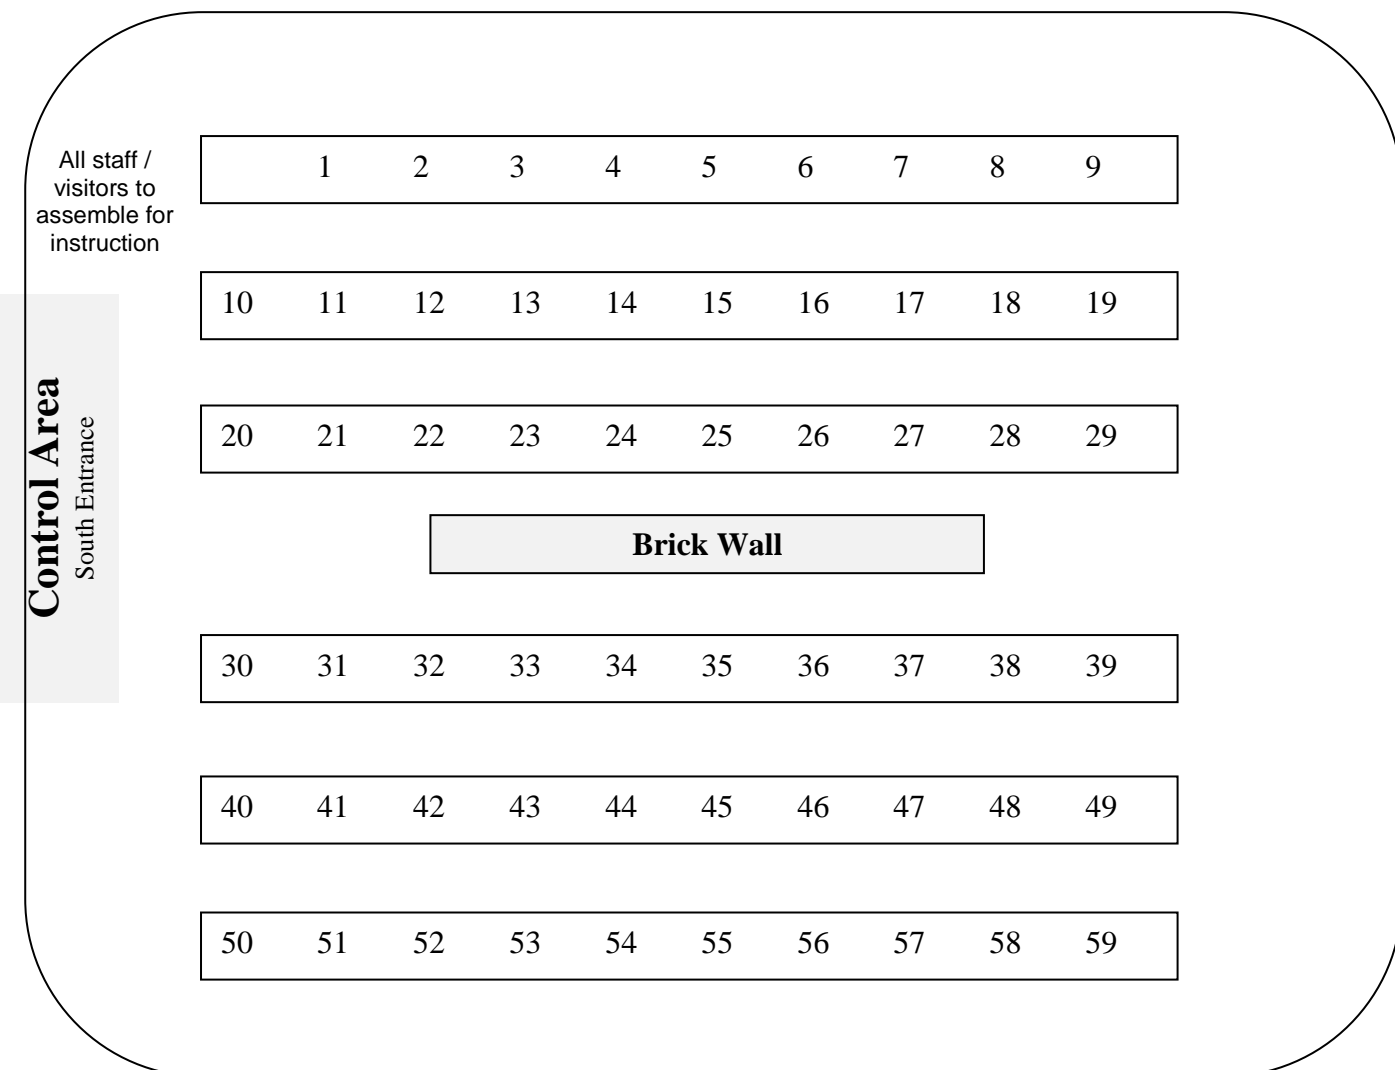 All staff /
visitors to
assemble for
instruction
1 2 3 4 5 6 7 8 9
10 11 12 13 14 15 16 17 18 19
Control Area
South Entrance
20 21 22 23 24 25 26 27 28 29
Brick Wall
30 31 32 33 34 35 36 37 38 39
40 41 42 43 44 45 46 47 48 49
50 51 52 53 54 55 56 57 58 59